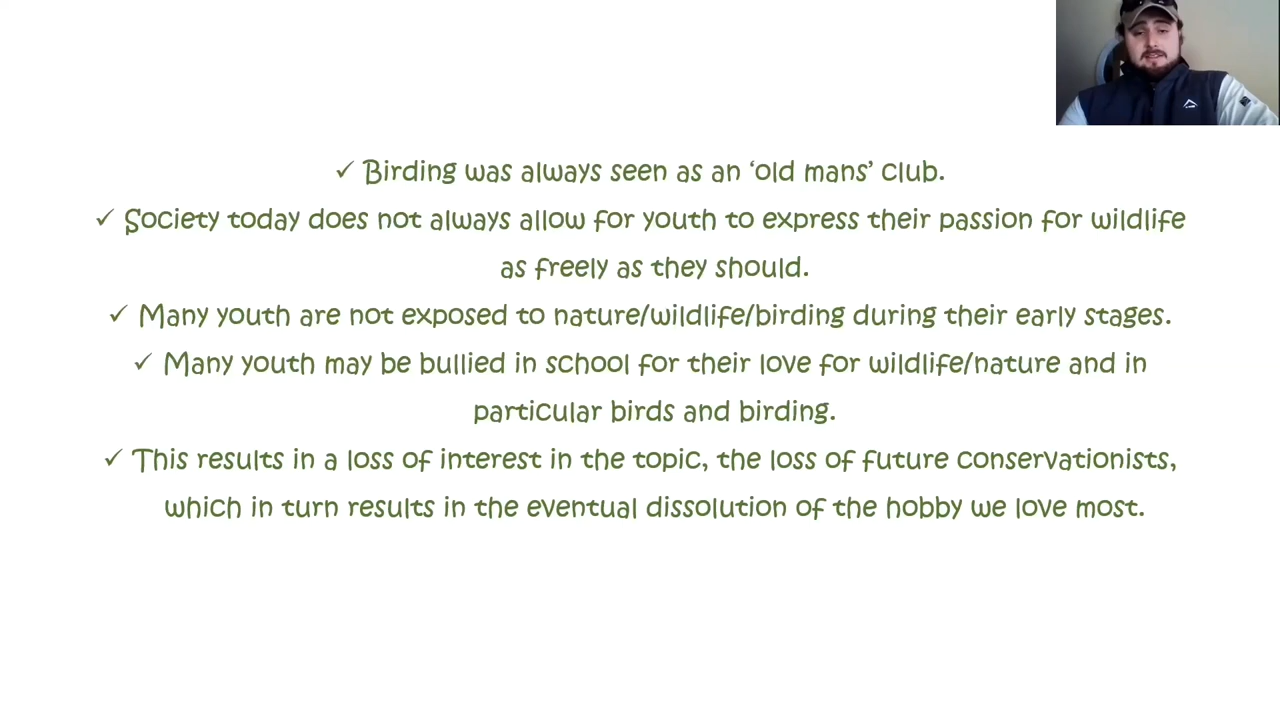 ✓ Birding was always seen as an ‘old mans’ club.
✓ Society today does not always allow for youth to express their passion for wildlife
as freely as they should.
✓ Many youth are not exposed to nature/wildlife/birding during their early stages.
✓ Many youth may be bullied in school for their love for wildlife/nature and in
particular birds and birding.
✓ This results in a loss of interest in the topic, the loss of future conservationists,
which in turn results in the eventual dissolution of the hobby we love most.